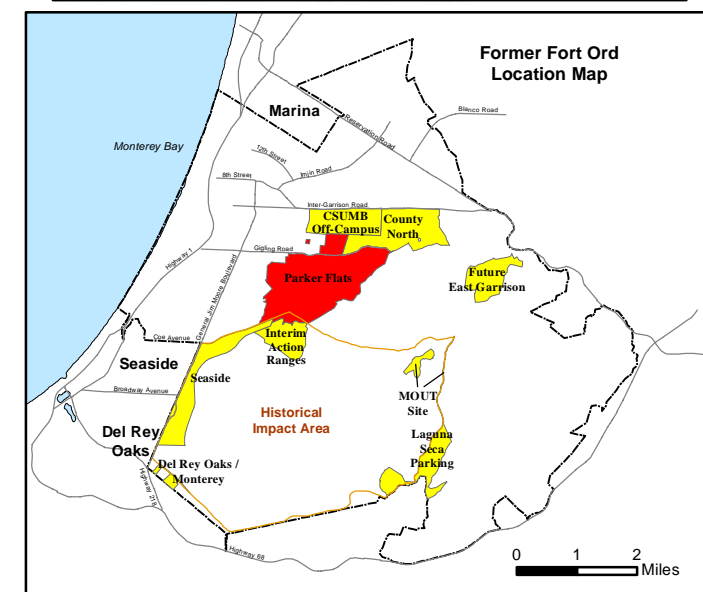 Former Fort Ord
Location Map
Marina
Blanco Road
Reservation Road
Monterey Bay
12th Street
Imjin Road
8th Street
Inter-Garrison Road
CSUMB
Off-Campus
County
North
Gigling Road
Highway 1
General Jim Moore Boulevard
Parker Flats
Future
East Garrison
Coe Avenue
Interim
Action
Ranges
Seaside
Seaside
Broadway Avenue
MOUT
Site
Historical
Impact Area
Del Rey
Oaks
Laguna
Seca
Parking
Del Rey Oaks /
Monterey
Highway 218
Highway 68
0 1 2
Miles